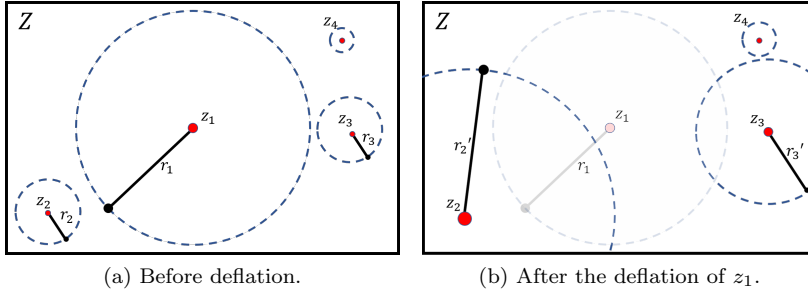 Z
z₄
z₁
z₃
r₃
r₁
z₂
r₂
(a) Before deflation.
Z
z₄
z₁
z₃
r₂'
r₁
r₃'
z₂
(b) After the deflation of z₁.